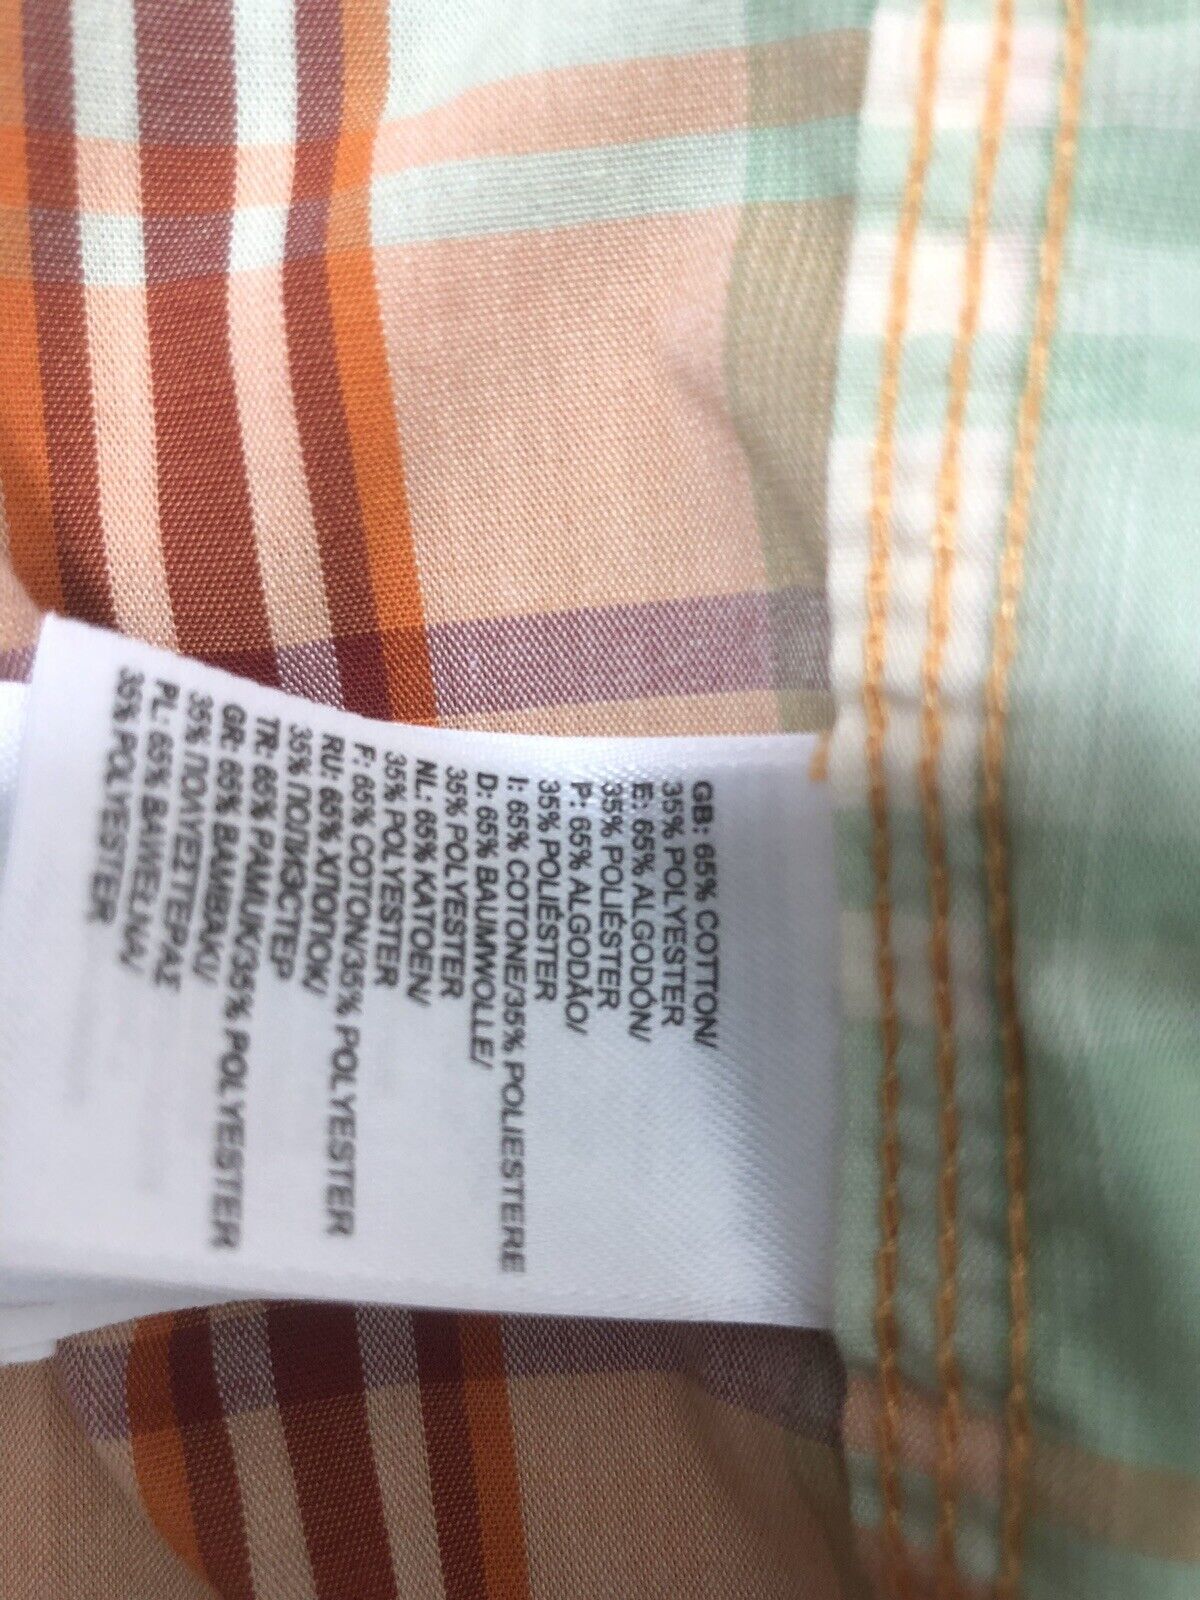 GB: 65% COTTON/
35% POLYESTER
E: 65% ALGODÓN/
35% POLIÉSTER
P: 65% ALGODÃO/
35% POLIÉSTER
I: 65% COTONE/35% POLIESTERE
D: 65% BAUMWOLLE/
35% POLYESTER
NL: 65% KATOEN/
35% POLYESTER
F: 65% COTON/35% POLYESTER
RU: 65% ХЛОПОК/
35% ПОЛИЭСТЕР
TR: 65% PAMUK/35% POLYESTER
GR: 65% ΒΑΜΒΑΚΙ/
35% ΠΟΛΥΕΣΤΕΡΑΣ
PL: 65% BAWEŁNA/
35% POLYESTER